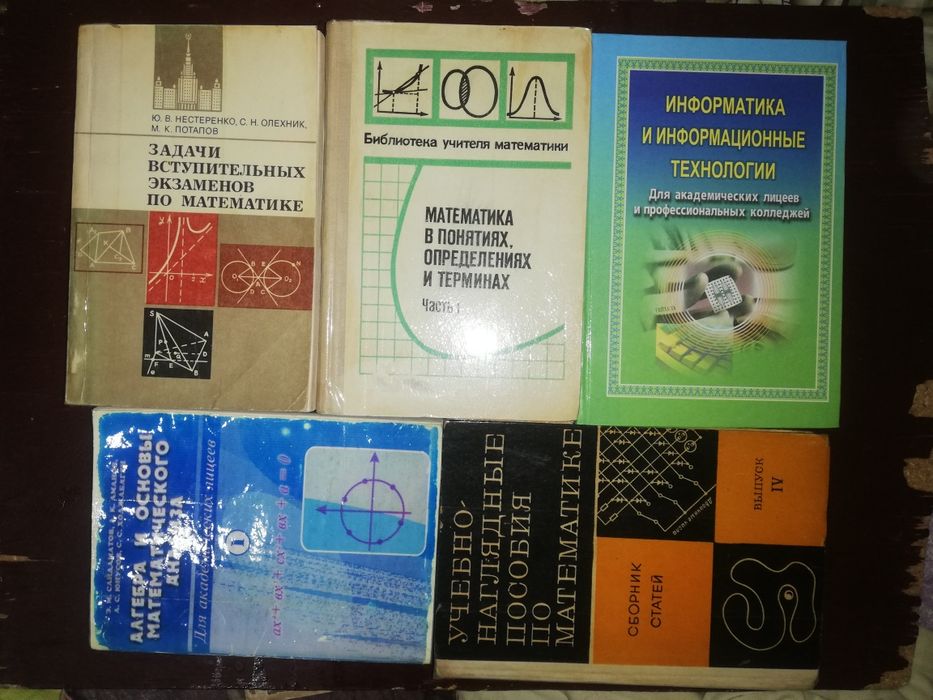 Ю. В. НЕСТЕРЕНКО, С. Н. ОЛЕХНИК,
М. К. ПОТАПОВ
ЗАДАЧИ
ВСТУПИТЕЛЬНЫХ
ЭКЗАМЕНОВ
ПО МАТЕМАТИКЕ
Библиотека учителя математики
МАТЕМАТИКА
В ПОНЯТИЯХ,
ОПРЕДЕЛЕНИЯХ
И ТЕРМИНАХ
Часть 1
ИНФОРМАТИКА
И ИНФОРМАЦИОННЫЕ
ТЕХНОЛОГИИ
Для академических лицеев
и профессиональных колледжей
АЛГЕБРА И ОСНОВЫ
МАТЕМАТИЧЕСКОГО
Для академических лицеев
1
УЧЕБНО-
НАГЛЯДНЫЕ
ПОСОБИЯ
ПО
МАТЕМАТИКЕ
СБОРНИК
СТАТЕЙ
ВЫПУСК
IV